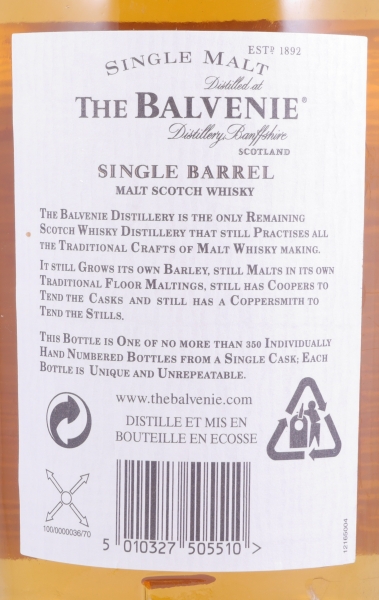 ESTD 1892
SINGLE MALT
Distilled at
THE BALVENIE®
Distillery, Banffshire
SCOTLAND
SINGLE BARREL
MALT SCOTCH WHISKY
THE BALVENIE DISTILLERY IS THE ONLY REMAINING
SCOTCH WHISKY DISTILLERY THAT STILL PRACTISES ALL
THE TRADITIONAL CRAFTS OF MALT WHISKY MAKING.
IT STILL GROWS ITS OWN BARLEY, STILL MALTS IN ITS OWN
TRADITIONAL FLOOR MALTINGS, STILL HAS COOPERS TO
TEND THE CASKS AND STILL HAS A COPPERSMITH TO
TEND THE STILLS.
THIS BOTTLE IS ONE OF NO MORE THAN 350 INDIVIDUALLY
HAND NUMBERED BOTTLES FROM A SINGLE CASK; EACH
BOTTLE IS UNIQUE AND UNREPEATABLE.
www.thebalvenie.com
DISTILLE ET MIS EN
BOUTEILLE EN ECOSSE
100/0000036/70
5 010327 505510 >
12165004